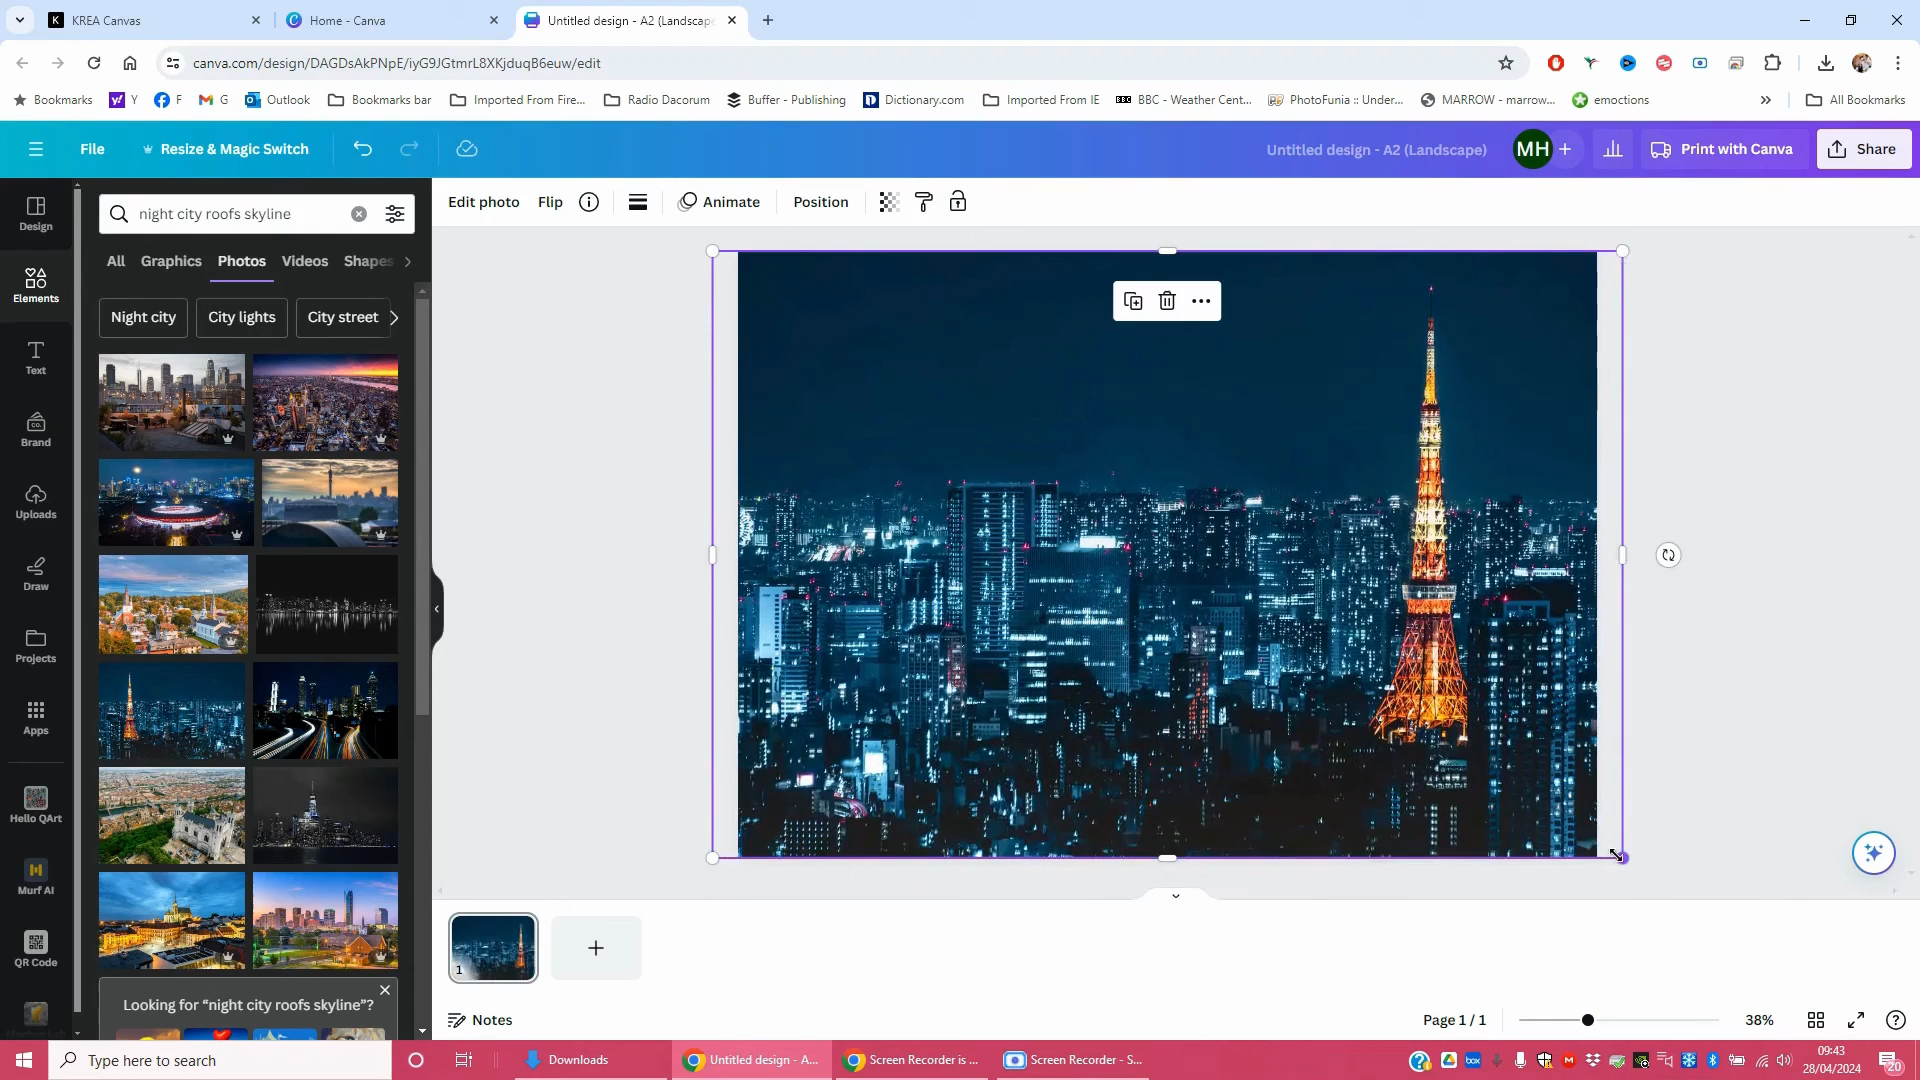 KREA Canvas
Home - Canva
Untitled design - A2 (Landscape
canva.com/design/DAGDsAkPNpE/iyG9JGtmrL8XKjduqB6euw/edit
Bookmarks
Y
F
G
Outlook
Bookmarks bar
Imported From Fire...
Radio Dacorum
Buffer - Publishing
Dictionary.com
Imported From IE
BBC - Weather Cent...
PhotoFunia :: Under...
MARROW - marrow...
emoctions
All Bookmarks
File
Resize & Magic Switch
Untitled design - A2 (Landscape)
MH
Print with Canva
Share
Design
Elements
Text
Brand
Uploads
Draw
Projects
Apps
Hello QArt
Murf AI
QR Code
night city roofs skyline
All
Graphics
Photos
Videos
Shapes
Night city
City lights
City street
Looking for “night city roofs skyline”?
Edit photo
Flip
Animate
Position
1
Notes
Page 1 / 1
38%
Type here to search
Downloads
Untitled design - A...
Screen Recorder is ...
Screen Recorder - S...
09:43
28/04/2024
20